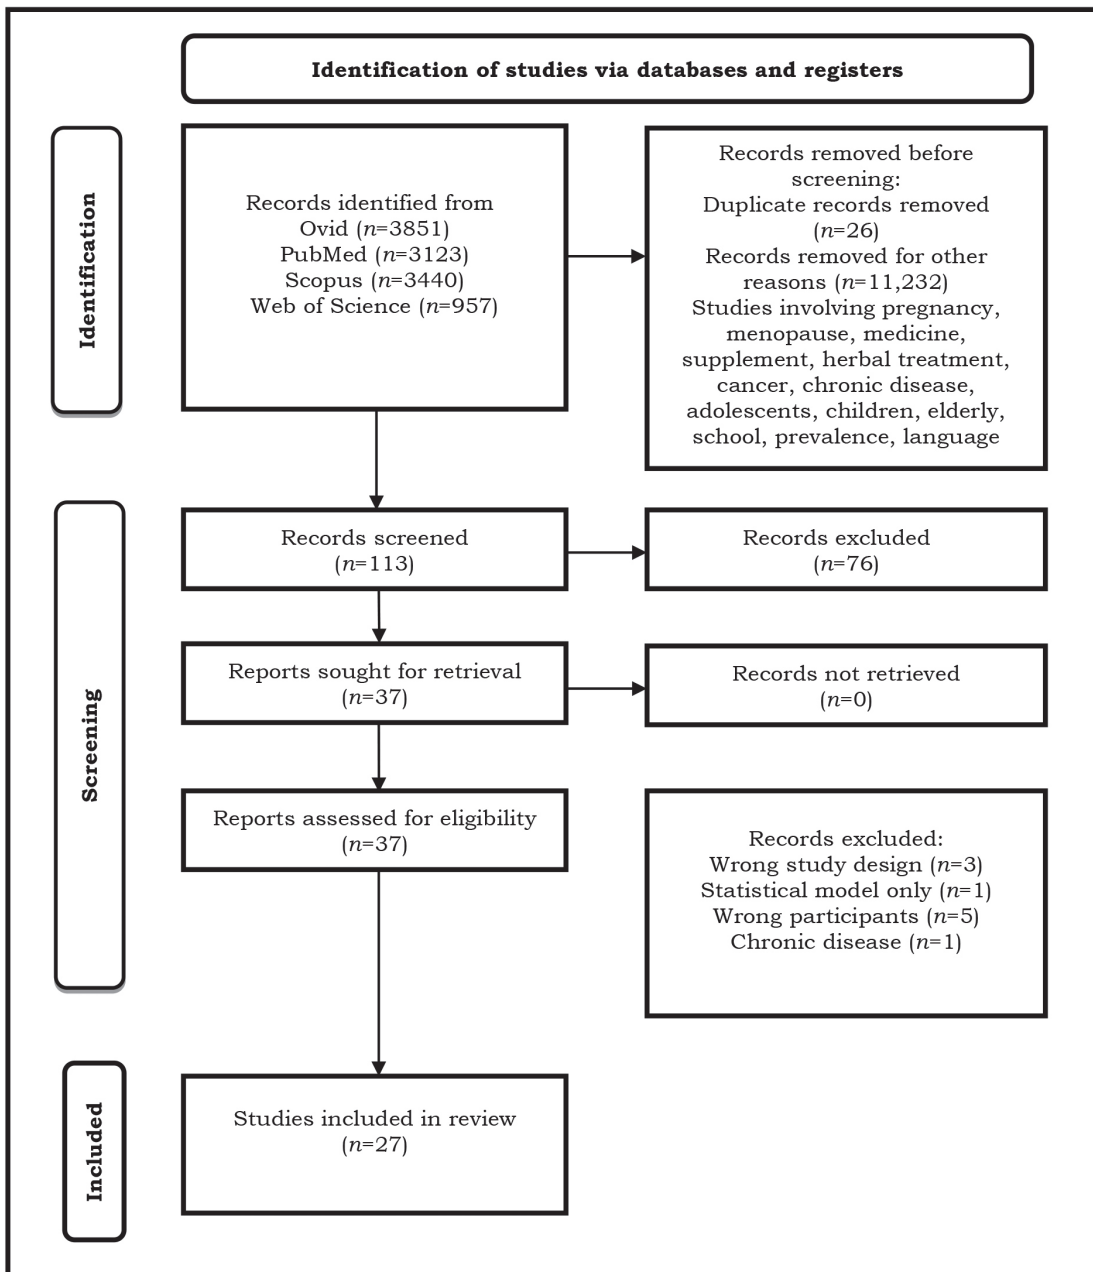 Identification of studies via databases and registers
Identification
Records identified from
Ovid (n=3851)
PubMed (n=3123)
Scopus (n=3440)
Web of Science (n=957)
Records removed before
screening:
Duplicate records removed
(n=26)
Records removed for other
reasons (n=11,232)
Studies involving pregnancy,
menopause, medicine,
supplement, herbal treatment,
cancer, chronic disease,
adolescents, children, elderly,
school, prevalence, language
Screening
Records screened
(n=113)
Records excluded
(n=76)
Reports sought for retrieval
(n=37)
Records not retrieved
(n=0)
Reports assessed for eligibility
(n=37)
Records excluded:
Wrong study design (n=3)
Statistical model only (n=1)
Wrong participants (n=5)
Chronic disease (n=1)
Included
Studies included in review
(n=27)